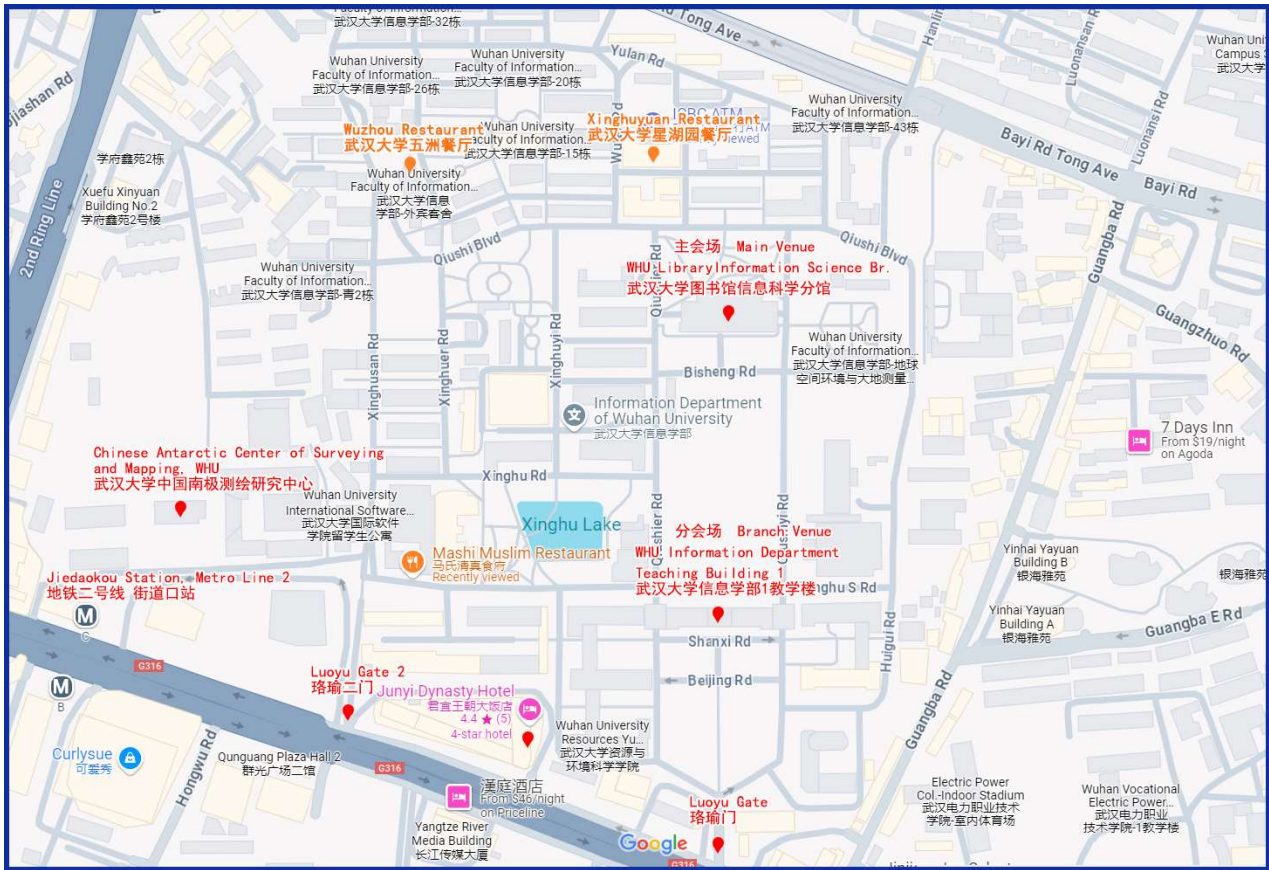 武汉大学信息学部-32栋
Tong Ave
Wuhan University
Faculty of Information...
武汉大学信息学部-26栋
Wuhan University
Faculty of Information...
武汉大学信息学部-20栋
Yulan Rd
Luonansan Rd
Wuhan Uni
Campus
武汉大学
Wuhan University
Faculty of Information...
武汉大学信息学部-43栋
ICBC ATM
Xinghuyuan Restaurant
武汉大学星湖园餐厅
Wuzhou Restaurant
武汉大学五洲餐厅
Wuhan University
Faculty of Information...
武汉大学信息学部-15栋
Luonansi Rd
Bayi Rd Tong Ave
Bayi Rd
学府鑫苑2栋
Xuefu Xinyuan
Building No.2
学府鑫苑2号楼
Wuhan University
Faculty of Information...
武汉大学信息
学部-外宾客舍
2nd Ring Line
Qiushi Blvd
Qiushi Blvd
Guangba Rd
主会场 Main Venue
WHU LibraryInformation Science Br.
武汉大学图书馆信息科学分馆
Wuhan University
Faculty of Information...
武汉大学信息学部-青2栋
Guangzhuo Rd
Wuhan University
Faculty of Information...
武汉大学信息学部-地球
空间环境与大地测量...
Xinghusan Rd
Xinghuer Rd
Xinghuyi Rd
Bisheng Rd
Information Department
of Wuhan University
武汉大学信息学部
7 Days Inn
From $19/night
on Agoda
Chinese Antarctic Center of Surveying
and Mapping, WHU
武汉大学中国南极测绘研究中心
Xinghu Rd
Wuhan University
International Software...
武汉大学国际软件
学院留学生公寓
Xinghu Lake
Qiushier Rd
Qiushiyi Rd
分会场 Branch Venue
WHU Information Department
Teaching Building 1
武汉大学信息学部1教学楼
Mashi Muslim Restaurant
马氏清真食府
Recently viewed
Yinhai Yayuan
Building B
银海雅苑
银海雅苑
Jiedaokou Station, Metro Line 2
地铁二号线 街道口站
M
C
Yinhai Yayuan
Building A
银海雅苑
Guangba E Rd
Shanxi Rd
Huigui Rd
G316
Luoyu Gate 2
珞瑜二门
Beijing Rd
M
B
Junyi Dynasty Hotel
君宜王朝大饭店
4.4 ★ (5)
4-star hotel
Guangba Rd
Wuhan University
Resources Yu...
武汉大学资源与
环境科学学院
Curlysue
可爱秀
Hongwu Rd
Qunguang Plaza Hall 2
群光广场二馆
G316
漢庭酒店
From $46/night
on Priceline
Electric Power
Col.-Indoor Stadium
武汉电力职业技术
学院-室内体育场
Wuhan Vocational
Electric Power...
武汉电力职业
技术学院-1教学楼
Luoyu Gate
珞瑜门
Yangtze River
Media Building
长江传媒大厦
Google
G316